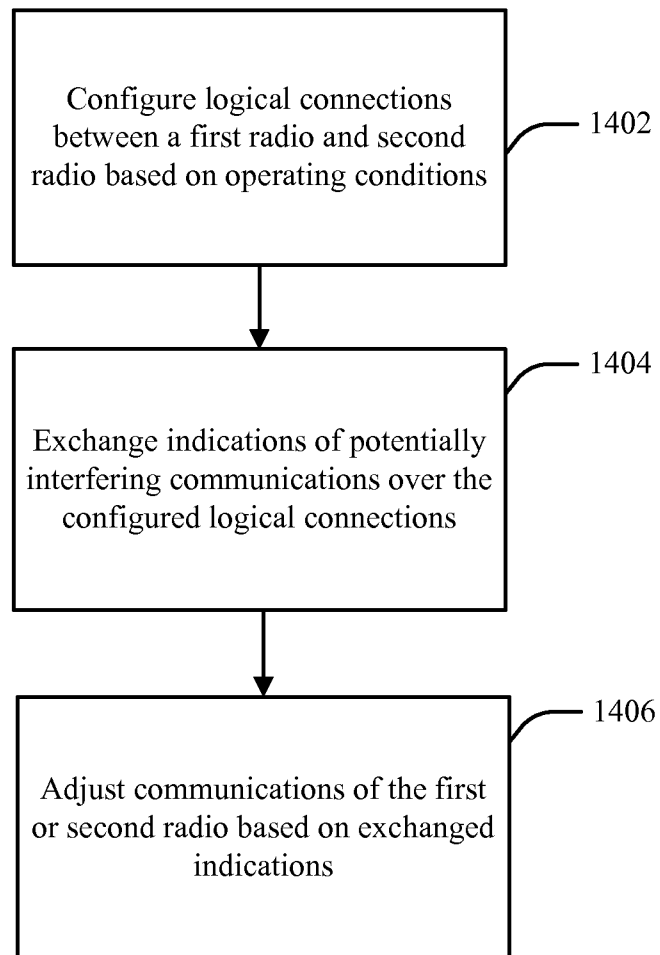 Configure logical connections
between a first radio and second
radio based on operating conditions
1402
Exchange indications of potentially
interfering communications over the
configured logical connections
1404
Adjust communications of the first
or second radio based on exchanged
indications
1406